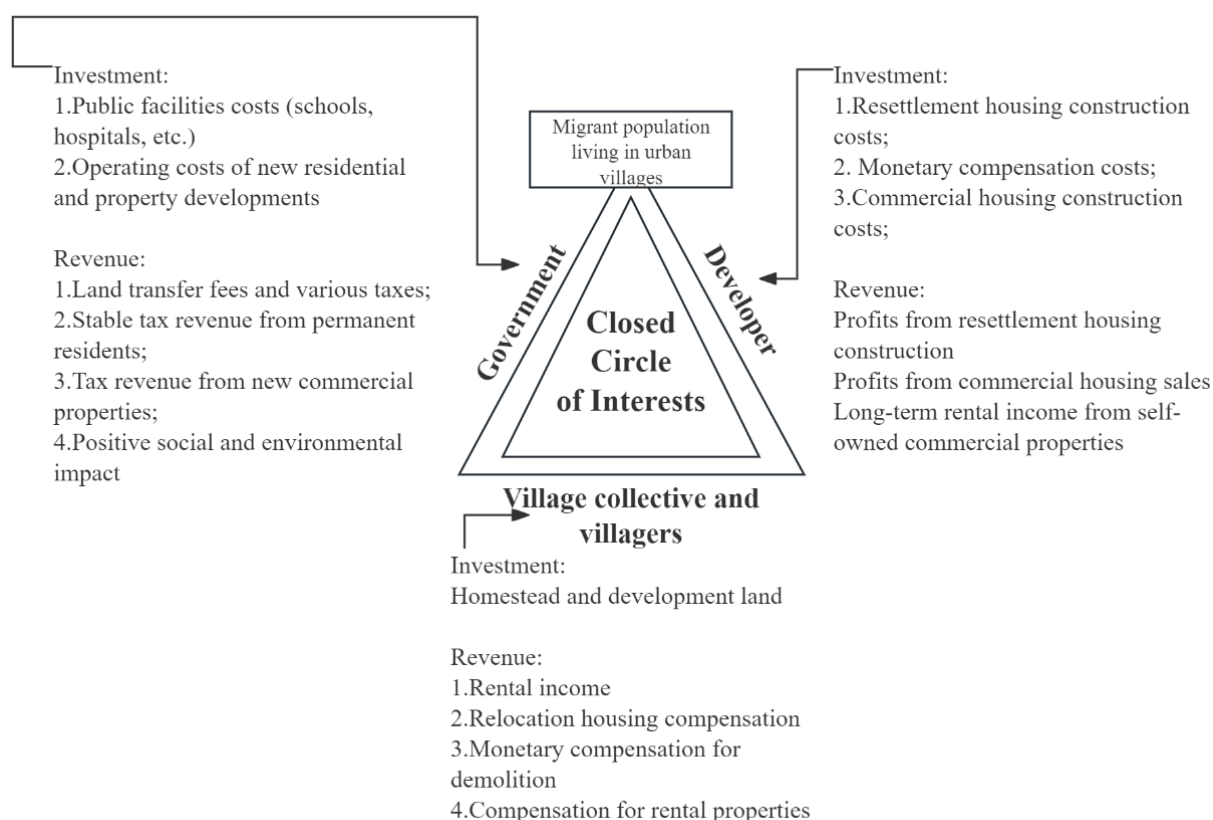 Investment:
1.Public facilities costs (schools,
hospitals, etc.)
2.Operating costs of new residential
and property developments
Revenue:
1.Land transfer fees and various taxes;
2.Stable tax revenue from permanent
residents;
3.Tax revenue from new commercial
properties;
4.Positive social and environmental
impact
Migrant population
living in urban
villages
Government
Closed
Circle
of Interests
Developer
Investment:
1.Resettlement housing construction
costs;
2. Monetary compensation costs;
3.Commercial housing construction
costs;
Revenue:
Profits from resettlement housing
construction
Profits from commercial housing sales
Long-term rental income from self-
owned commercial properties
Village collective and
villagers
Investment:
Homestead and development land
Revenue:
1.Rental income
2.Relocation housing compensation
3.Monetary compensation for
demolition
4.Compensation for rental properties